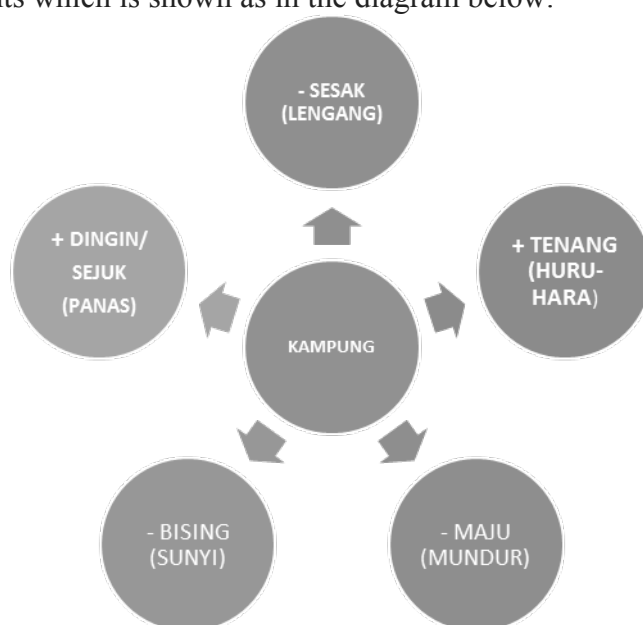 its which is shown as in the diagram below:
- SESAK
(LENGANG)
+ DINGIN/
SEJUK
(PANAS)
+ TENANG
(HURU-
HARA)
KAMPUNG
- BISING
(SUNYI)
- MAJU
(MUNDUR)